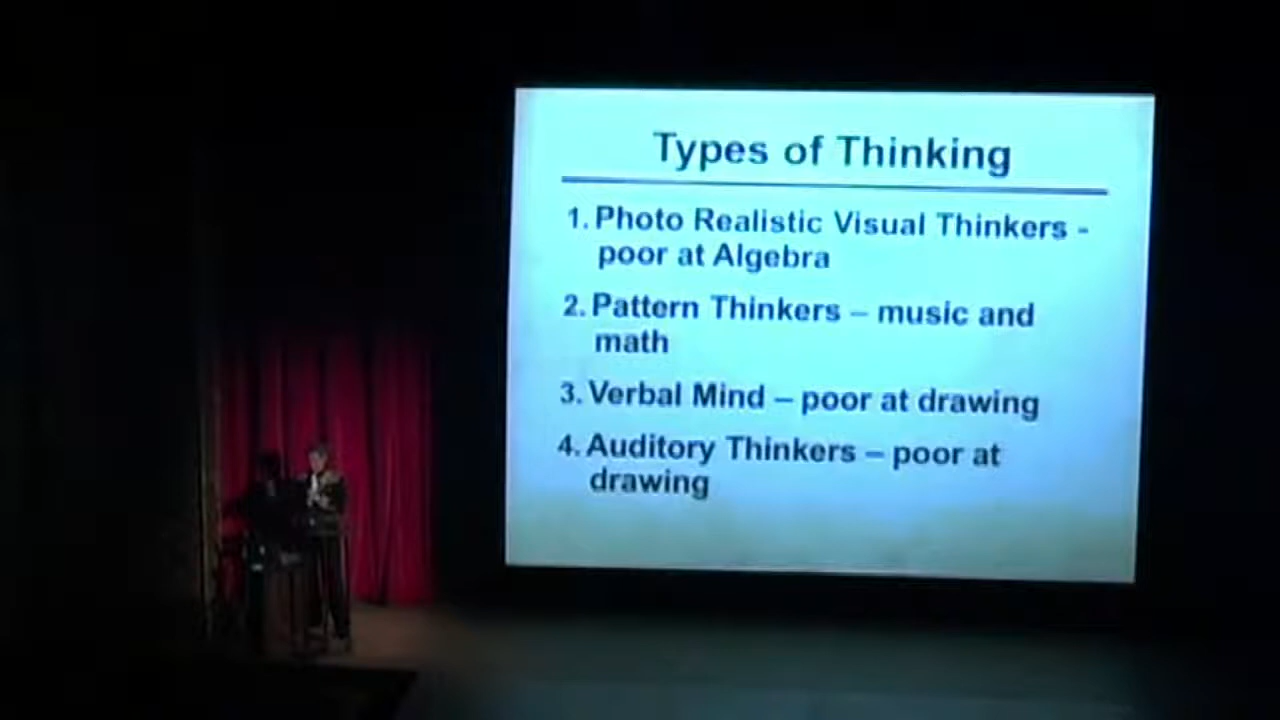 Types of Thinking
1. Photo Realistic Visual Thinkers -
poor at Algebra
2. Pattern Thinkers – music and
math
3. Verbal Mind – poor at drawing
4. Auditory Thinkers – poor at
drawing